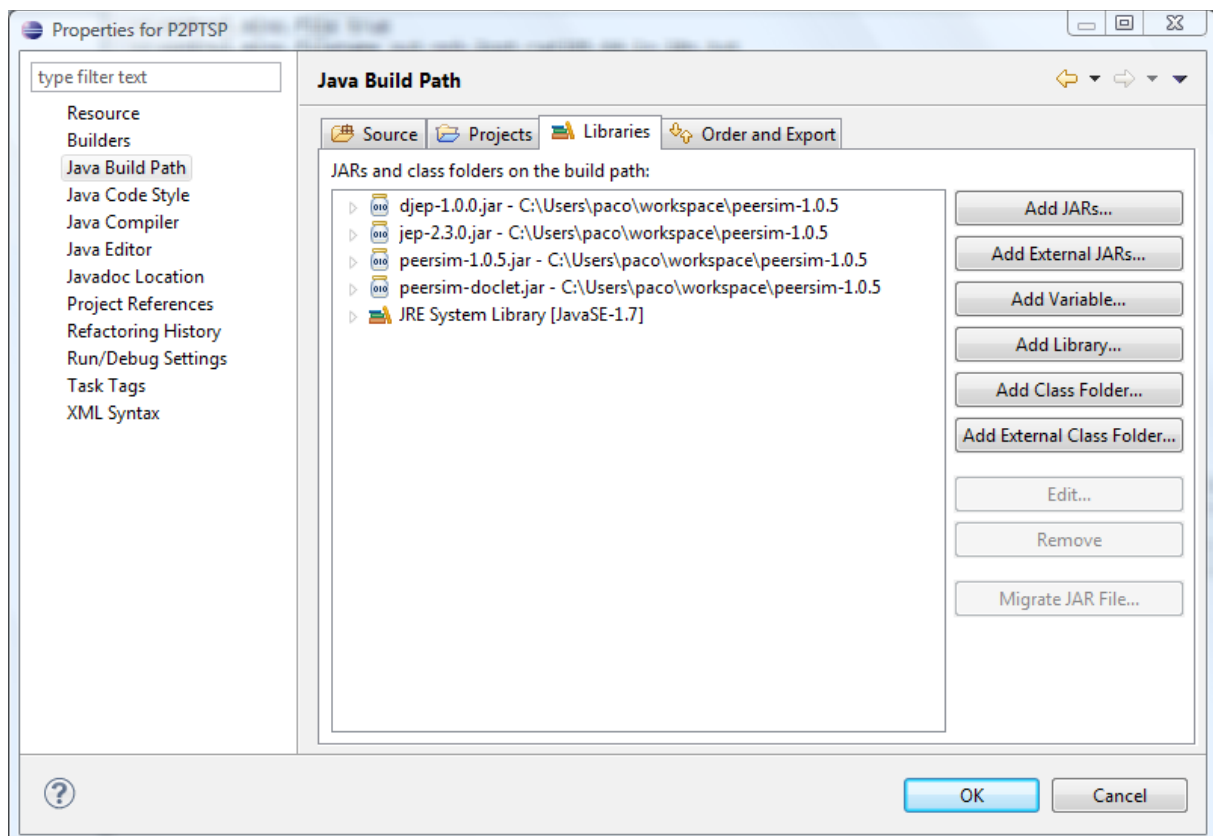 Properties for P2PTSP
type filter text
Resource
Builders
Java Build Path
Java Code Style
Java Compiler
Java Editor
Javadoc Location
Project References
Refactoring History
Run/Debug Settings
Task Tags
XML Syntax
Java Build Path
Source Projects Libraries Order and Export
JARs and class folders on the build path:
djep-1.0.0.jar - C:\Users\paco\workspace\peersim-1.0.5
jep-2.3.0.jar - C:\Users\paco\workspace\peersim-1.0.5
peersim-1.0.5.jar - C:\Users\paco\workspace\peersim-1.0.5
peersim-doclet.jar - C:\Users\paco\workspace\peersim-1.0.5
JRE System Library [JavaSE-1.7]
Add JARs...
Add External JARs...
Add Variable...
Add Library...
Add Class Folder...
Add External Class Folder...
Edit...
Remove
Migrate JAR File...
OK Cancel